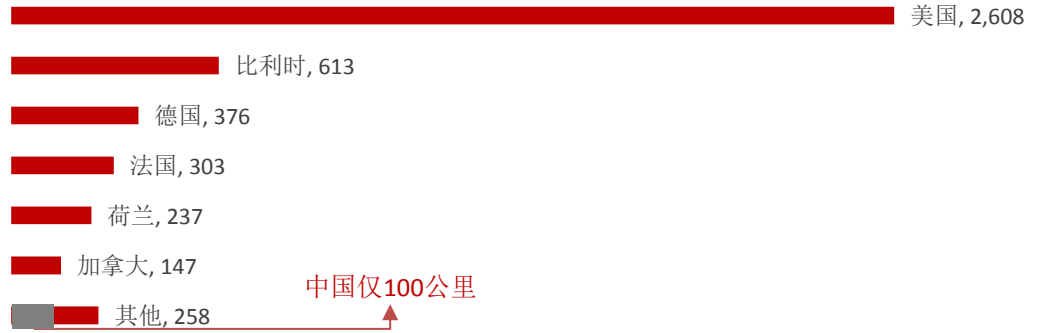 美国, 2,608
比利时, 613
德国, 376
法国, 303
荷兰, 237
加拿大, 147
中国仅100公里
其他, 258